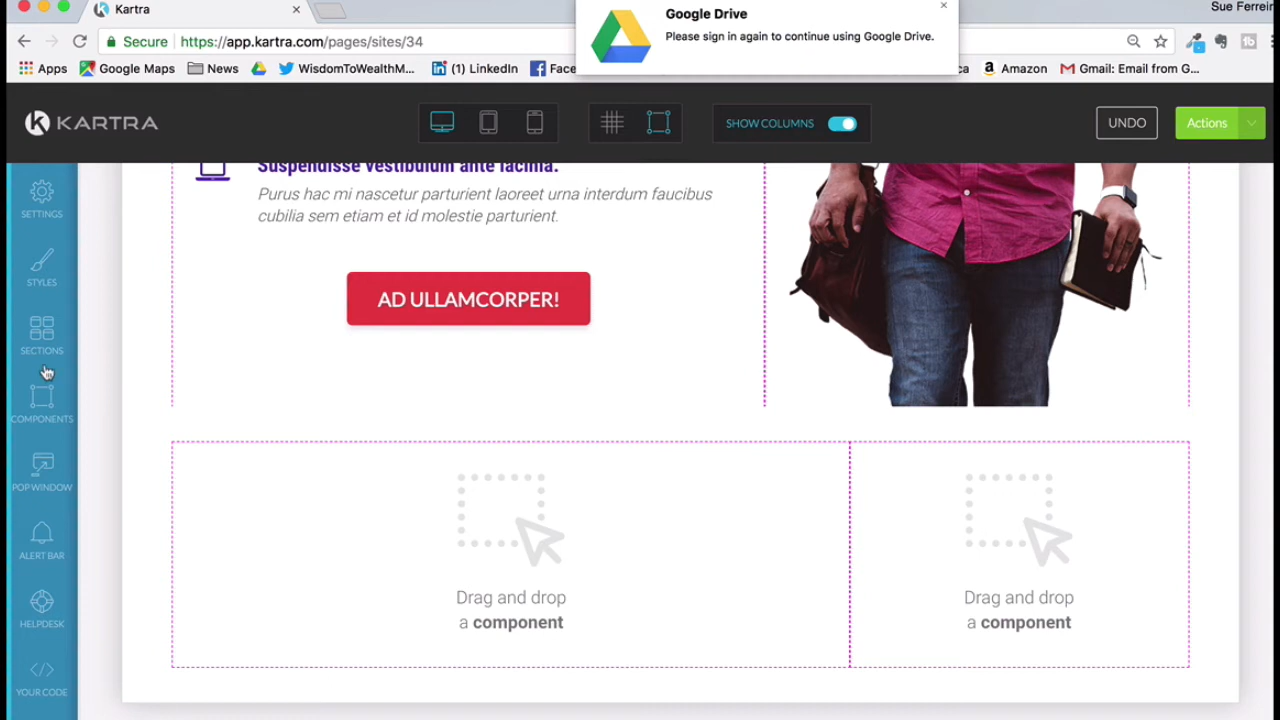 Kartra
Google Drive
Please sign in again to continue using Google Drive.
Sue Ferrei
Secure
https://app.kartra.com/pages/sites/34
Apps
Google Maps
News
WisdomToWealthM...
(1) LinkedIn
Face
ca
Amazon
Gmail: Email from G...
KARTRA
SHOW COLUMNS
UNDO
Actions
SETTINGS
STYLES
SECTIONS
COMPONENTS
POP WINDOW
ALERT BAR
HELPDESK
YOUR CODE
Suspendisse vestibulum ante lacinia.
Purus hac mi nascetur parturient laoreet urna interdum faucibus
cubilia sem etiam et id molestie parturient.
AD ULLAMCORPER!
Drag and drop
a component
Drag and drop
a component